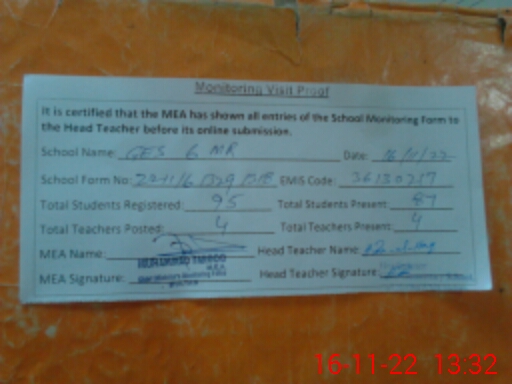 Monitoring Visit Proof
It is certified that the MEA has shown all entries of the School Monitoring Form to
the Head Teacher before its online submission.
School Name: GES 6 MR Date: 16/11/22
School Form No: EMIS Code: 36130217
Total Students Registered: 95 Total Students Present: 87
Total Teachers Posted: 4 Total Teachers Present: 4
MEA Name: Head Teacher Name:
MEA Signature: Head Teacher Signature:
16-11-22 13:32